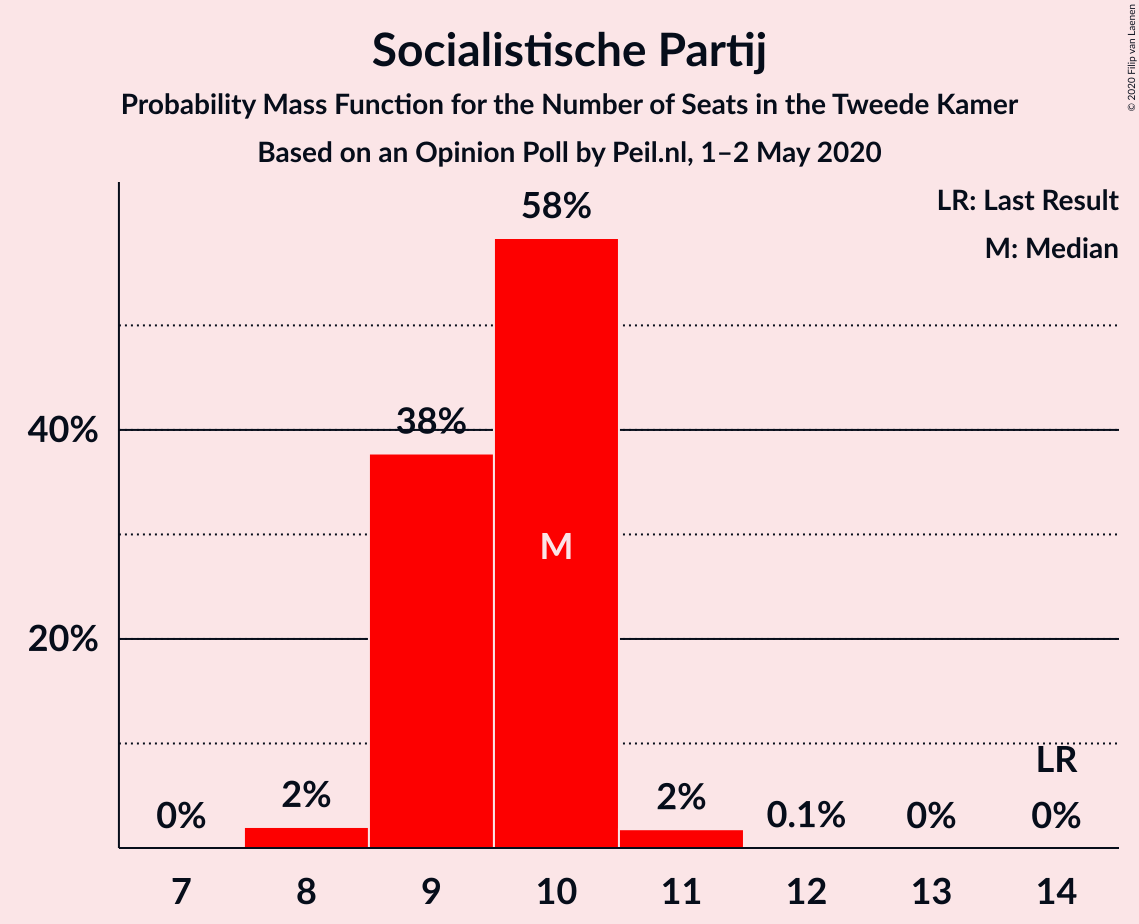 Socialistische Partij
Probability Mass Function for the Number of Seats in the Tweede Kamer
Based on an Opinion Poll by Peil.nl, 1–2 May 2020
© 2020 Filip van Laenen
LR: Last Result
M: Median
58%
40%
38%
M
20%
LR
0%
2%
2%
0.1%
0%
0%
7
8
9
10
11
12
13
14